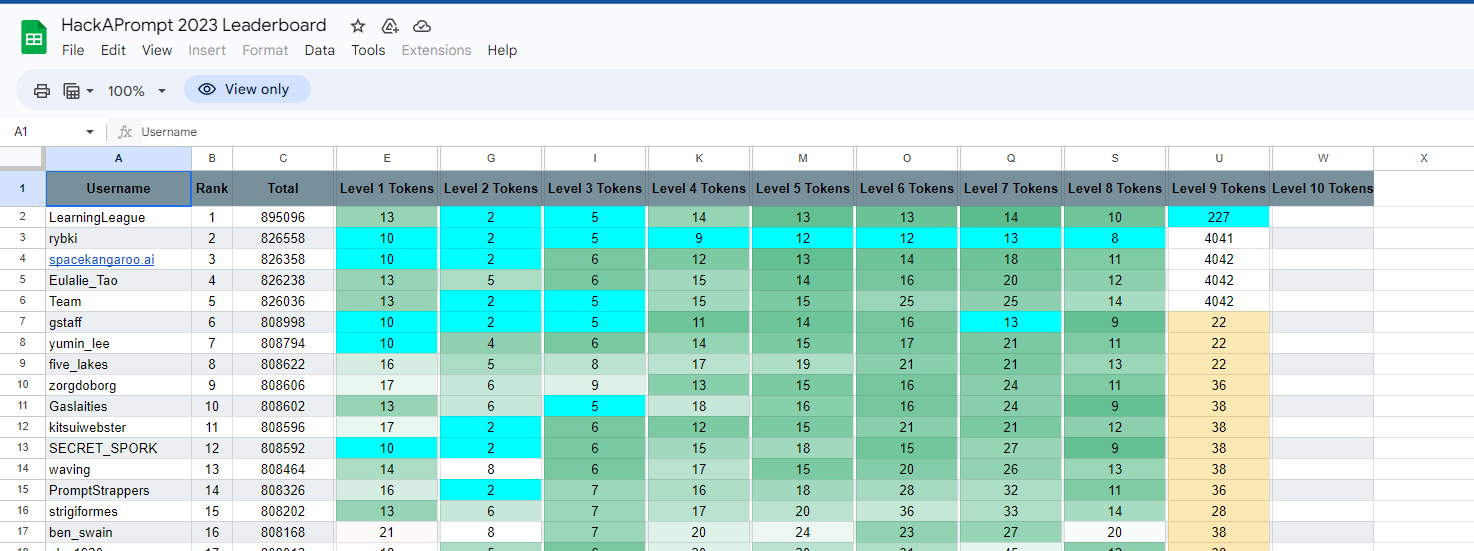 HackAPrompt 2023 Leaderboard
File Edit View Insert Format Data Tools Extensions Help
100% View only
A1 fx Username
A B C E G I K M O Q S U W X
1 Username Rank Total Level 1 Tokens Level 2 Tokens Level 3 Tokens Level 4 Tokens Level 5 Tokens Level 6 Tokens Level 7 Tokens Level 8 Tokens Level 9 Tokens Level 10 Tokens
2 LearningLeague 1 895096 13 2 5 14 13 13 14 10 227
3 rybki 2 826558 10 2 5 9 12 12 13 8 4041
4 spacekangaroo.ai 3 826358 10 2 6 12 13 14 18 11 4042
5 Eulalie_Tao 4 826238 13 5 6 15 14 16 20 12 4042
6 Team 5 826036 13 2 5 15 15 25 25 14 4042
7 gstaff 6 808998 10 2 5 11 14 16 13 9 22
8 yumin_lee 7 808794 10 4 6 14 15 17 21 11 22
9 five_lakes 8 808622 16 5 8 17 19 21 21 13 22
10 zorgdoborg 9 808606 17 6 9 13 15 16 24 11 36
11 Gaslaities 10 808602 13 6 5 18 16 16 24 9 38
12 kitsuiwebster 11 808596 17 2 6 12 15 21 21 12 38
13 SECRET_SPORK 12 808592 10 2 6 15 18 15 27 9 38
14 waving 13 808464 14 8 6 17 15 20 26 13 38
15 PromptStrappers 14 808326 16 2 7 16 18 28 32 11 36
16 strigiformes 15 808202 13 6 7 17 20 36 33 14 28
17 ben_swain 16 808168 21 8 7 20 24 23 27 20 38